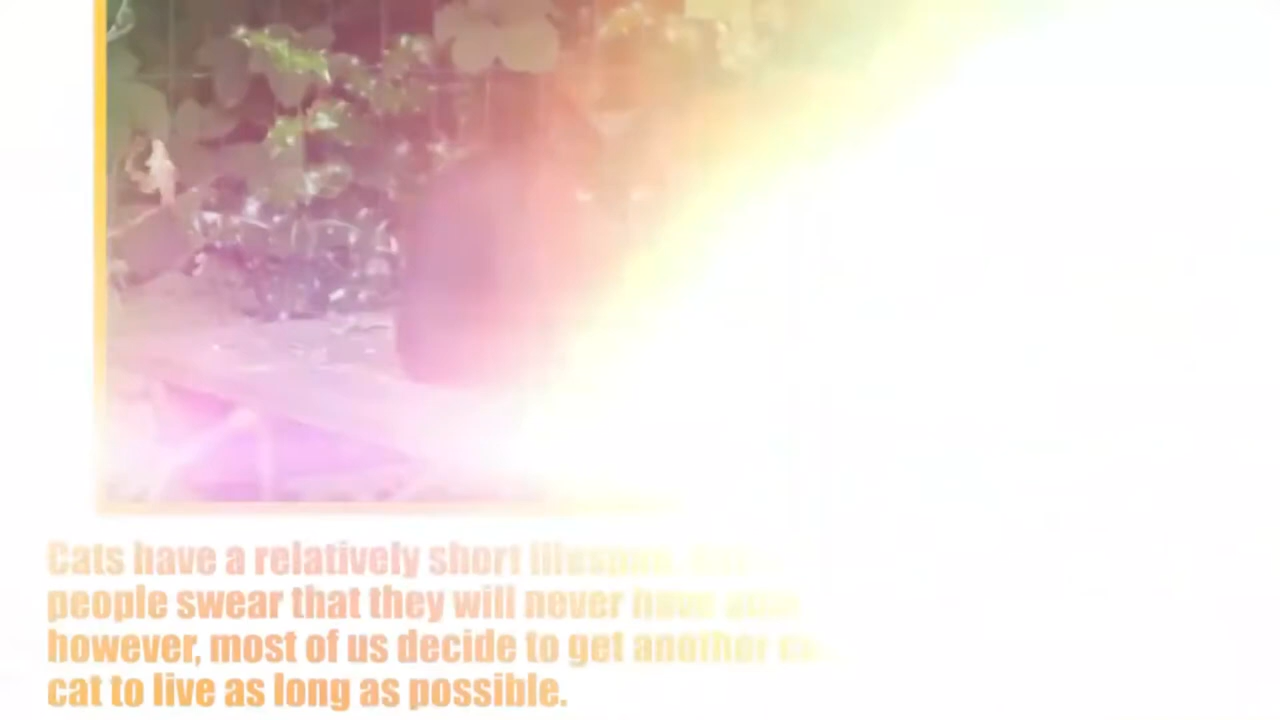 Cats have a relatively short lifespan.
people swear that they will never have
however, most of us decide to get another
cat to live as long as possible.